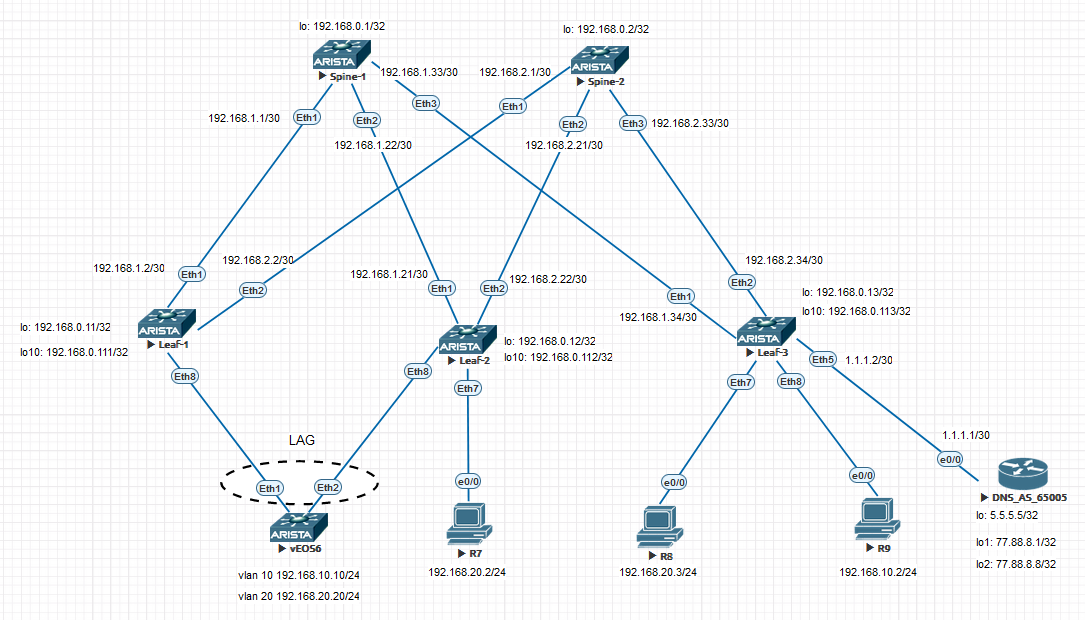 lo: 192.168.0.1/32
lo: 192.168.0.2/32
ARISTA
Spine-1
ARISTA
Spine-2
192.168.1.33/30
192.168.2.1/30
Eth3
Eth1
192.168.1.1/30
Eth1
Eth2
Eth2
Eth3
192.168.2.33/30
192.168.1.22/30
192.168.2.21/30
192.168.1.2/30
Eth1
192.168.2.2/30
Eth2
192.168.1.21/30
Eth1
Eth2
192.168.2.22/30
192.168.2.34/30
Eth2
Eth1
192.168.1.34/30
lo: 192.168.0.13/32
lo10: 192.168.0.113/32
lo: 192.168.0.11/32
lo10: 192.168.0.111/32
ARISTA
Leaf-1
ARISTA
Leaf-2
lo: 192.168.0.12/32
lo10: 192.168.0.112/32
ARISTA
Leaf-3
Eth5
1.1.1.2/30
Eth8
Eth8
Eth7
Eth7
Eth8
LAG
1.1.1.1/30
e0/0
Eth1
Eth2
e0/0
e0/0
e0/0
ARISTA
vEOS6
R7
R8
R9
DNS_AS_65005
lo: 5.5.5.5/32
lo1: 77.88.8.1/32
lo2: 77.88.8.8/32
vlan 10 192.168.10.10/24
vlan 20 192.168.20.20/24
192.168.20.2/24
192.168.20.3/24
192.168.10.2/24